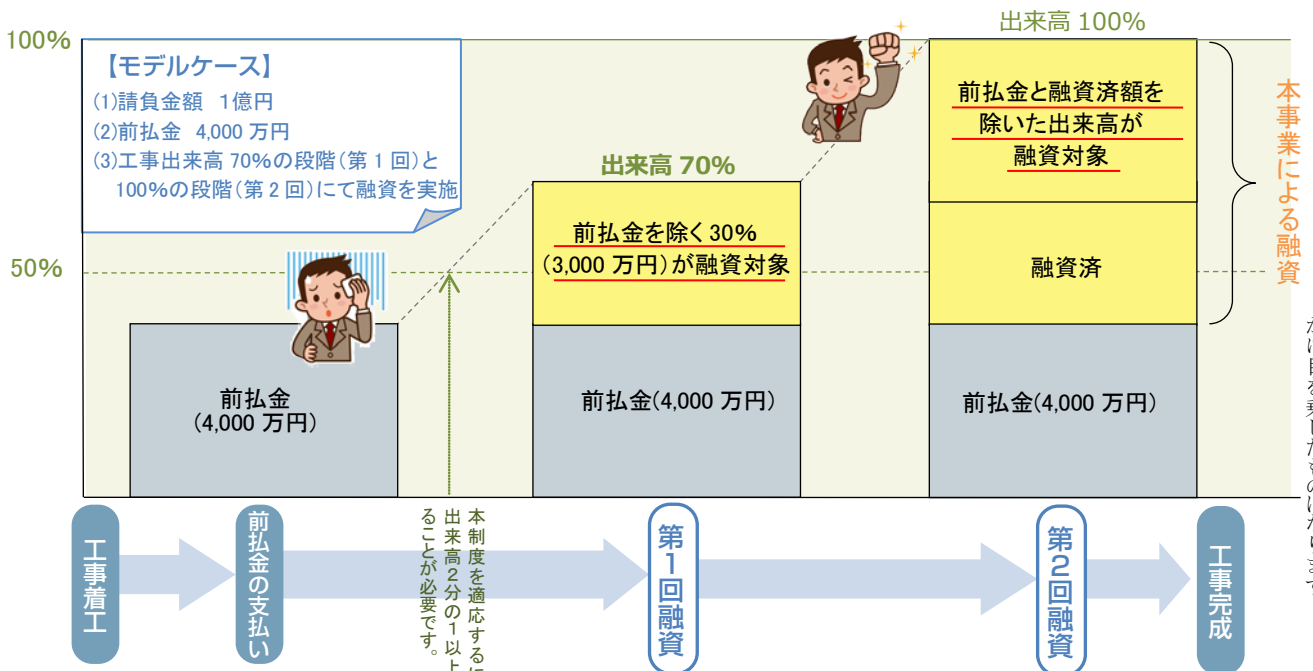 100%
50%
【モデルケース】
(1)請負金額 1億円
(2)前払金 4,000 万円
(3)工事出来高 70%の段階(第 1 回)と
100%の段階(第 2 回)にて融資を実施
前払金
(4,000 万円)
出来高 70%
前払金を除く30%
(3,000 万円)が融資対象
前払金(4,000 万円)
出来高 100%
前払金と融資済額を
除いた出来高が
融資対象
融資済
前払金(4,000 万円)
本事業による融資
工事着工
前払金の支払い
本制度を適応するに
出来高2分の1以上
ることが必要です。
第1回融資
第2回融資
工事完成